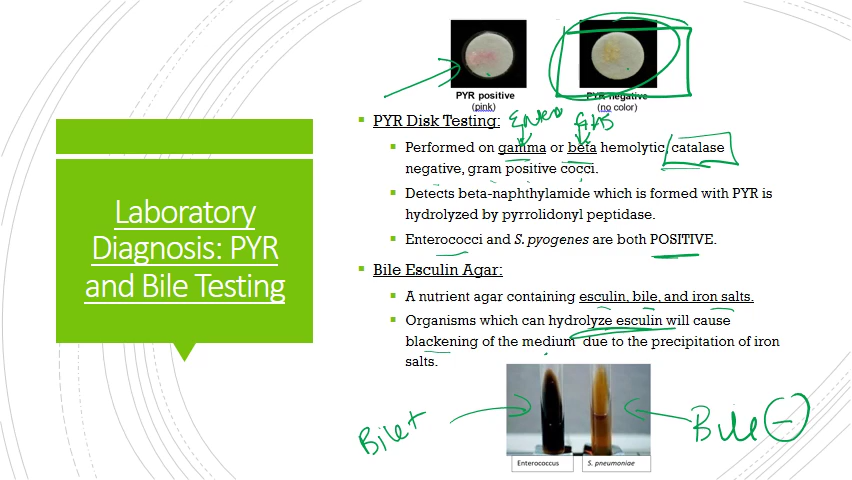 Laboratory
Diagnosis: PYR
and Bile Testing
PYR positive
(pink)
PYR negative
(no color)
PYR Disk Testing:
Entero
GAS
Performed on gamma or beta hemolytic, catalase
negative, gram positive cocci.
Detects beta-naphthylamide which is formed with PYR is
hydrolyzed by pyrrolidonyl peptidase.
Enterococci and S. pyogenes are both POSITIVE.
Bile Esculin Agar:
A nutrient agar containing esculin, bile, and iron salts.
Organisms which can hydrolyze esculin will cause
blackening of the medium due to the precipitation of iron
salts.
Bile+
Bile -
Enterococcus
S. pneumoniae